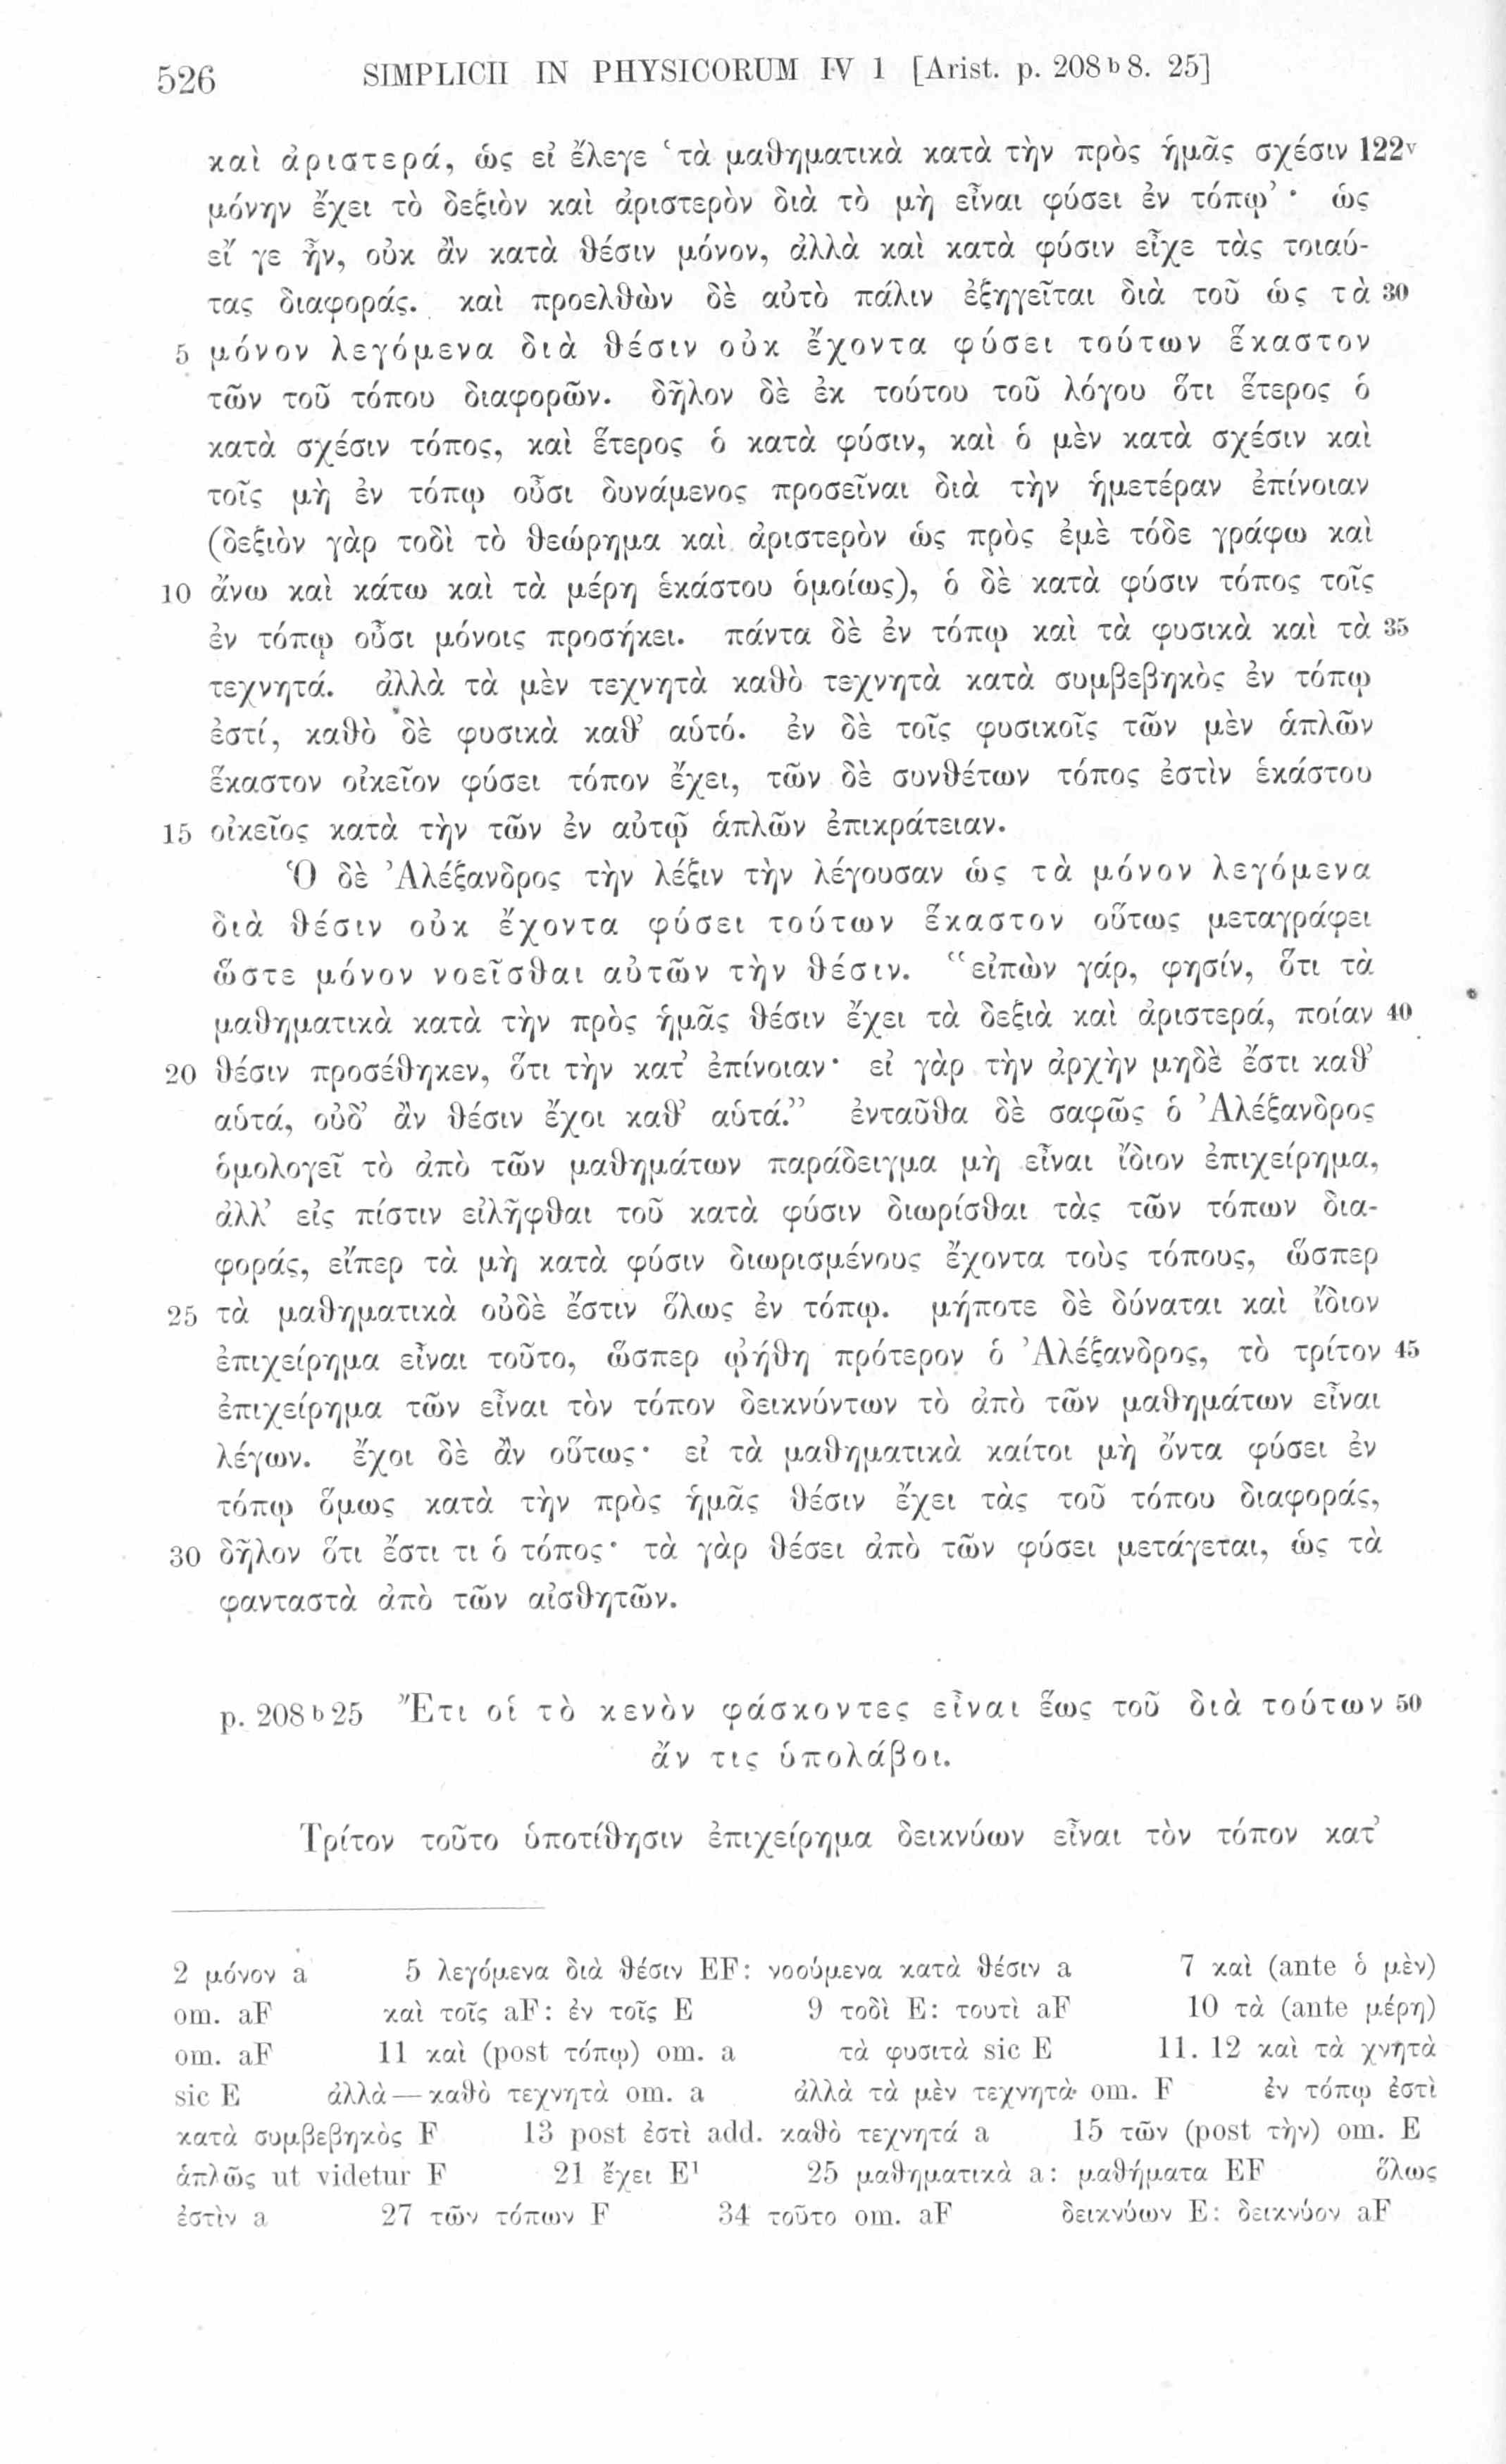 526 SIMPLICII IN PHYSICORUM IV 1 [Arist. p. 208 b 8. 25]
καὶ ἀριστερά, ὡς εἰ ἔλεγε ‘τὰ μαθηματικὰ κατὰ τὴν πρὸς ἡμᾶς σχέσιν 122v
μόνην ἔχει τὸ δεξιὸν καὶ ἀριστερὸν διὰ τὸ μὴ εἶναι φύσει ἐν τόπῳ’· ὡς
εἴ γε ἦν, οὐκ ἂν κατὰ θέσιν μόνον, ἀλλὰ καὶ κατὰ φύσιν εἶχε τὰς τοιαύ-
τας διαφοράς. καὶ προελθὼν δὲ αὐτὸ πάλιν ἐξηγεῖται διὰ τοῦ ὡς τὰ 30
5 μόνον λεγόμενα διὰ θέσιν οὐκ ἔχοντα φύσει τούτων ἕκαστον
τῶν τοῦ τόπου διαφορῶν. δῆλον δὲ ἐκ τούτου τοῦ λόγου ὅτι ἕτερος ὁ
κατὰ σχέσιν τόπος, καὶ ἕτερος ὁ κατὰ φύσιν, καὶ ὁ μὲν κατὰ σχέσιν καὶ
τοῖς μὴ ἐν τόπῳ οὖσι δυνάμενος προσεῖναι διὰ τὴν ἡμετέραν ἐπίνοιαν
(δεξιὸν γὰρ τοδὶ τὸ θεώρημα καὶ ἀριστερὸν ὡς πρὸς ἐμὲ τόδε γράφω καὶ
10 ἄνω καὶ κάτω καὶ τὰ μέρη ἑκάστου ὁμοίως), ὁ δὲ κατὰ φύσιν τόπος τοῖς
ἐν τόπῳ οὖσι μόνοις προσήκει. πάντα δὲ ἐν τόπῳ καὶ τὰ φυσικὰ καὶ τὰ 35
τεχνητά. ἀλλὰ τὰ μὲν τεχνητὰ καθὸ τεχνητὰ κατὰ συμβεβηκὸς ἐν τόπῳ
ἐστί, καθὸ δὲ φυσικὰ καθ’ αὑτό. ἐν δὲ τοῖς φυσικοῖς τῶν μὲν ἁπλῶν
ἕκαστον οἰκεῖον φύσει τόπον ἔχει, τῶν δὲ συνθέτων τόπος ἐστὶν ἑκάστου
15 οἰκεῖος κατὰ τὴν τῶν ἐν αὐτῷ ἁπλῶν ἐπικράτειαν.
Ὁ δὲ Ἀλέξανδρος τὴν λέξιν τὴν λέγουσαν ὡς τὰ μόνον λεγόμενα
διὰ θέσιν οὐκ ἔχοντα φύσει τούτων ἕκαστον οὕτως μεταγράφει
ὥστε μόνον νοεῖσθαι αὐτῶν τὴν θέσιν. “εἰπὼν γάρ, φησίν, ὅτι τὰ
μαθηματικὰ κατὰ τὴν πρὸς ἡμᾶς θέσιν ἔχει τὰ δεξιὰ καὶ ἀριστερά, ποίαν 40
20 θέσιν προσέθηκεν, ὅτι τὴν κατ’ ἐπίνοιαν· εἰ γὰρ τὴν ἀρχὴν μηδὲ ἔστι καθ’
αὑτά, οὐδ’ ἂν θέσιν ἔχοι καθ’ αὑτά.” ἐνταῦθα δὲ σαφῶς ὁ Ἀλέξανδρος
ὁμολογεῖ τὸ ἀπὸ τῶν μαθημάτων παράδειγμα μὴ εἶναι ἴδιον ἐπιχείρημα,
ἀλλ’ εἰς πίστιν εἰλῆφθαι τοῦ κατὰ φύσιν διωρίσθαι τὰς τῶν τόπων δια-
φοράς, εἴπερ τὰ μὴ κατὰ φύσιν διωρισμένους ἔχοντα τοὺς τόπους, ὥσπερ
25 τὰ μαθηματικὰ οὐδὲ ἔστιν ὅλως ἐν τόπῳ. μήποτε δὲ δύναται καὶ ἴδιον
ἐπιχείρημα εἶναι τοῦτο, ὥσπερ ᾠήθη πρότερον ὁ Ἀλέξανδρος, τὸ τρίτον 45
ἐπιχείρημα τῶν εἶναι τὸν τόπον δεικνύντων τὸ ἀπὸ τῶν μαθημάτων εἶναι
λέγων. ἔχοι δὲ ἂν οὕτως· εἰ τὰ μαθηματικὰ καίτοι μὴ ὄντα φύσει ἐν
τόπῳ ὅμως κατὰ τὴν πρὸς ἡμᾶς θέσιν ἔχει τὰς τοῦ τόπου διαφοράς,
30 δῆλον ὅτι ἔστι τι ὁ τόπος· τὰ γὰρ θέσει ἀπὸ τῶν φύσει μετάγεται, ὡς τὰ
φανταστὰ ἀπὸ τῶν αἰσθητῶν.
p. 208 b 25 Ἔτι οἱ τὸ κενὸν φάσκοντες εἶναι ἕως τοῦ διὰ τούτων 50
ἄν τις ὑπολάβοι.
Τρίτον τοῦτο ὑποτίθησιν ἐπιχείρημα δεικνύων εἶναι τὸν τόπον κατ’
2 μόνον a 5 λεγόμενα διὰ θέσιν EF: νοούμενα κατὰ θέσιν a 7 καὶ (ante ὁ μὲν)
om. aF καὶ τοῖς aF: ἐν τοῖς E 9 τοδὶ E: τουτὶ aF 10 τὰ (ante μέρη)
om. aF 11 καὶ (post τόπῳ) om. a τὰ φυσιτὰ sic E 11. 12 καὶ τὰ χνητὰ
sic E ἀλλὰ—καθὸ τεχνητὰ om. a ἀλλὰ τὰ μὲν τεχνητὰ om. F ἐν τόπῳ ἐστὶ
κατὰ συμβεβηκὸς F 13 post ἐστὶ add. καθὸ τεχνητά a 15 τῶν (post τὴν) om. E
ἁπλῶς ut videtur F 21 ἔχει E¹ 25 μαθηματικὰ a: μαθήματα EF ὅλως
ἐστὶν a 27 τῶν τόπων F 34 τοῦτο om. aF δεικνύων E: δεικνύον aF